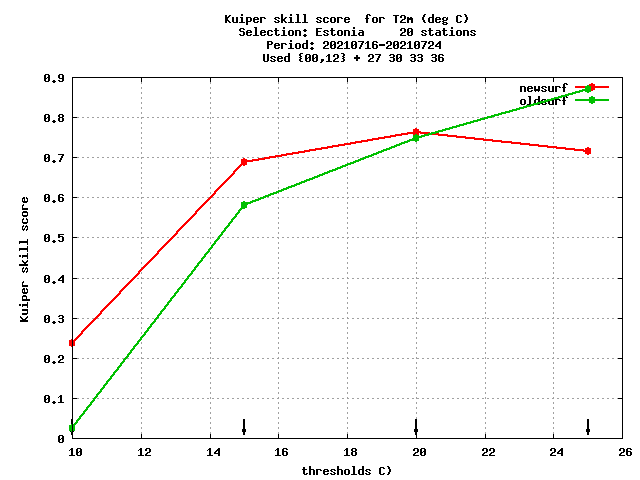 Kuiper skill score  for T2m (deg C)
Selection: Estonia     20 stations
Period: 20210716-20210724
Used {00,12} + 27 30 33 36
newsurf
oldsurf
0.9
0.8
0.7
0.6
0.5
0.4
0.3
0.2
0.1
0
Kuiper skill score
10 12 14 16 18 20 22 24 26
thresholds C)